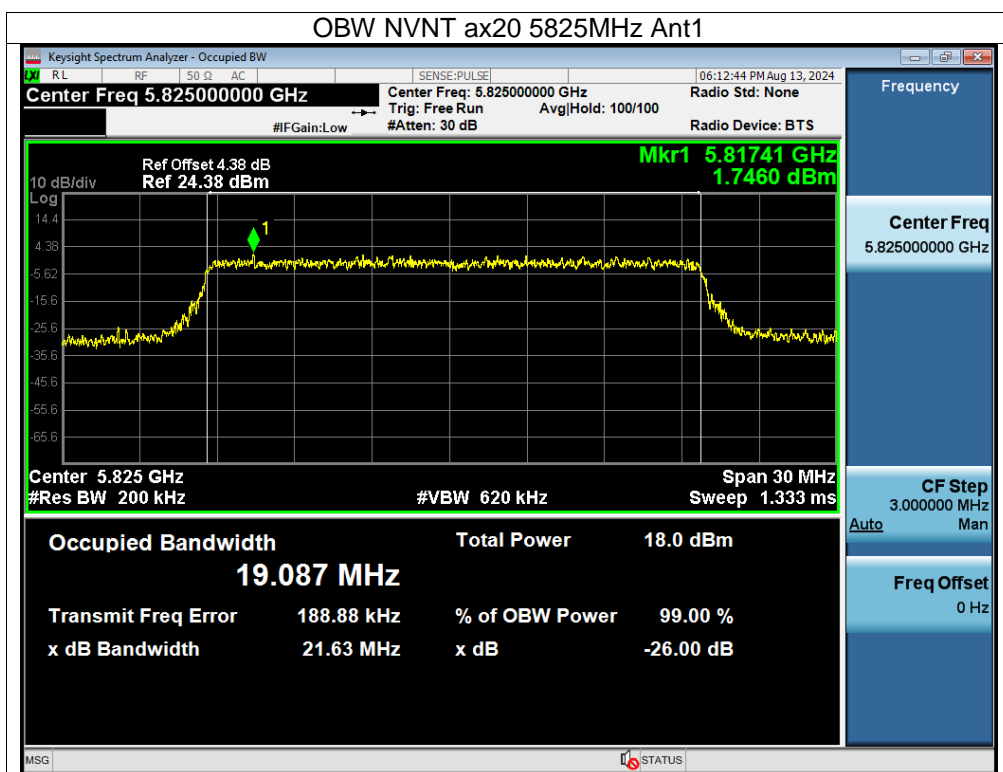 OBW NVNT ax20 5825MHz Ant1
Keysight Spectrum Analyzer - Occupied BW
LXI RL RF 50 Ω AC SENSE:PULSE 06:12:44 PM Aug 13, 2024
Center Freq 5.825000000 GHz
Center Freq: 5.825000000 GHz
Radio Std: None
Trig: Free Run Avg|Hold: 100/100
#IFGain:Low #Atten: 30 dB Radio Device: BTS
Mkr1 5.81741 GHz
1.7460 dBm
Ref Offset 4.38 dB
10 dB/div Ref 24.38 dBm
Log
14.4
1
4.38
-5.62
-15.6
-25.6
-35.6
-45.6
-55.6
-65.6
Center 5.825 GHz Span 30 MHz
#Res BW 200 kHz #VBW 620 kHz Sweep 1.333 ms
Occupied Bandwidth Total Power 18.0 dBm
19.087 MHz
Transmit Freq Error 188.88 kHz % of OBW Power 99.00 %
x dB Bandwidth 21.63 MHz x dB -26.00 dB
Frequency
Center Freq
5.825000000 GHz
CF Step
3.000000 MHz
Auto Man
Freq Offset
0 Hz
MSG STATUS